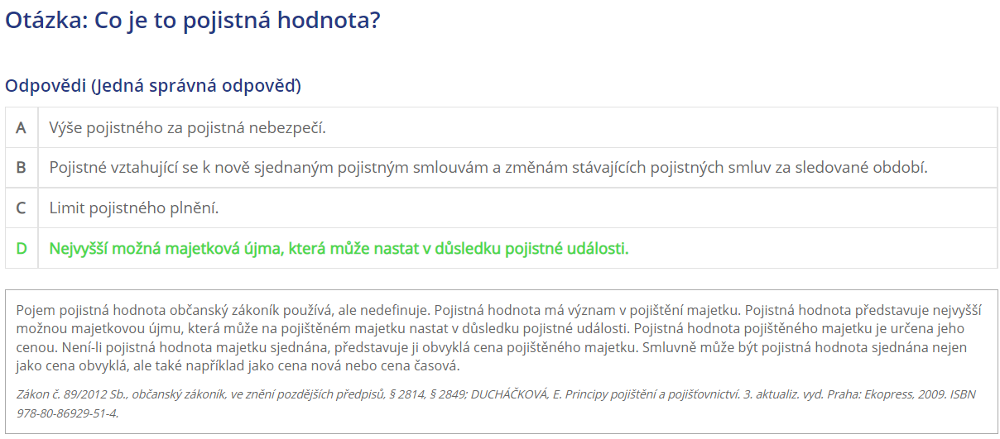 Otázka: Co je to pojistná hodnota?
Odpovědi (Jedná správná odpověď)
A Výše pojistného za pojistná nebezpečí.
B Pojistné vztahující se k nově sjednaným pojistným smlouvám a změnám stávajících pojistných smluv za sledované období.
C Limit pojistného plnění.
D Nejvyšší možná majetková újma, která může nastat v důsledku pojistné události.
Pojem pojistná hodnota občanský zákoník používá, ale nedefinuje. Pojistná hodnota má význam v pojištění majetku. Pojistná hodnota představuje nejvyšší
možnou majetkovou újmu, která může na pojištěném majetku nastat v důsledku pojistné události. Pojistná hodnota pojištěného majetku je určena jeho
cenou. Není-li pojistná hodnota majetku sjednána, představuje ji obvyklá cena pojištěného majetku. Smluvně může být pojistná hodnota sjednána nejen
jako cena obvyklá, ale také například jako cena nová nebo cena časová.
Zákon č. 89/2012 Sb., občanský zákoník, ve znění pozdějších předpisů, § 2814, § 2849; DUCHÁČKOVÁ, E. Principy pojištění a pojišťovnictví. 3. aktualiz. vyd. Praha: Ekopress, 2009. ISBN
978-80-86929-51-4.